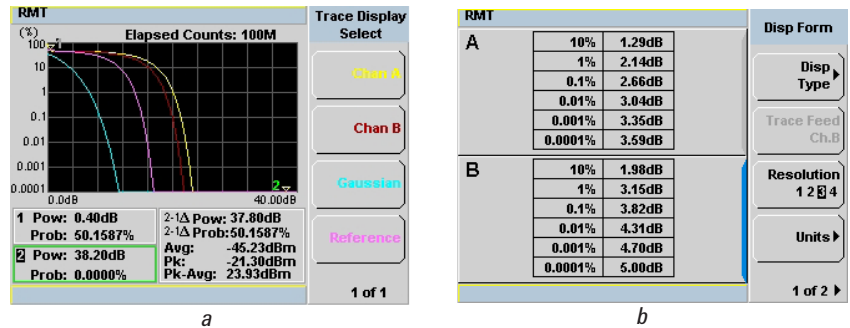 RMT
Trace Display
Select
(%)
Elapsed Counts: 100M
100
10
1
0.1
0.01
0.001
0.0001
1
2
0.0dB
40.00dB
Chan A
Chan B
Gaussian
Reference
1 of 1
1 Pow: 0.40dB
Prob: 50.1587%
2 Pow: 38.20dB
Prob: 0.0000%
2-1Δ Pow: 37.80dB
2-1Δ Prob:50.1587%
Avg: -45.23dBm
Pk: -21.30dBm
Pk-Avg: 23.93dBm
a
RMT
Disp Form
A
10% 1.29dB
1% 2.14dB
0.1% 2.66dB
0.01% 3.04dB
0.001% 3.35dB
0.0001% 3.59dB
B
10% 1.98dB
1% 3.15dB
0.1% 3.82dB
0.01% 4.31dB
0.001% 4.70dB
0.0001% 5.00dB
Disp
Type
Trace Feed
Ch.B
Resolution
1 2 3 4
Units
1 of 2
b